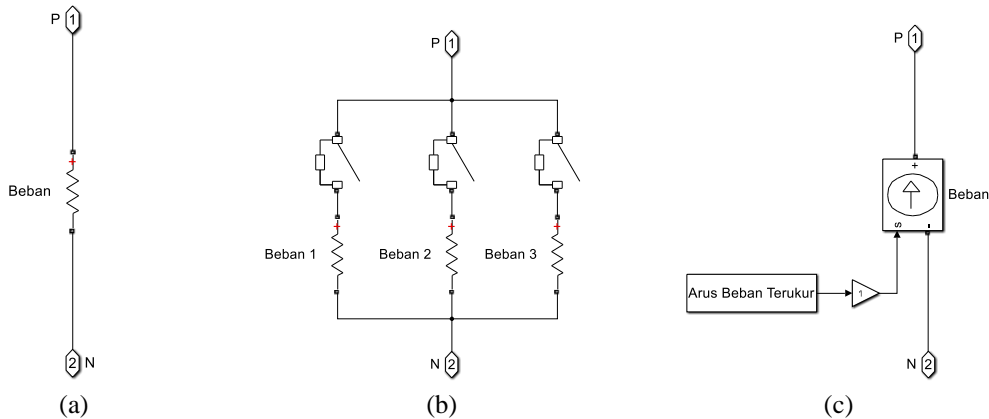 P 1
Beban
2 N
(a)
P 1
Beban 1
Beban 2
Beban 3
N 2
(b)
P 1
+
Beban
s -
Arus Beban Terukur
1
N 2
(c)